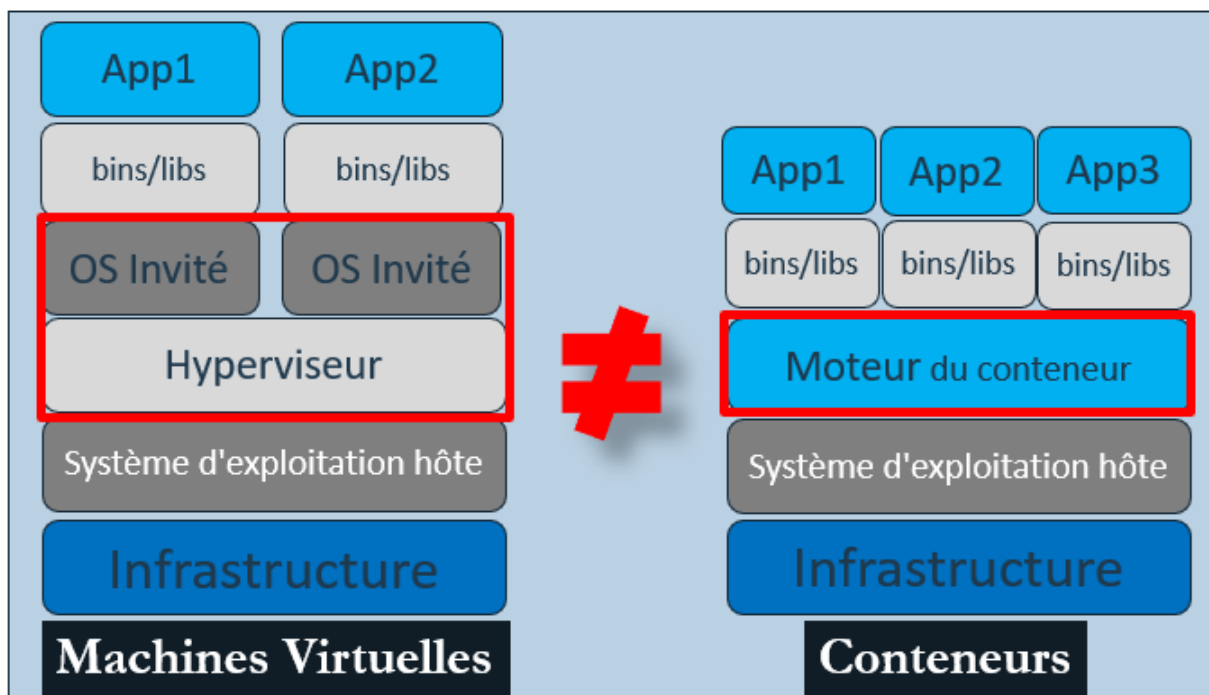 App1 App2
bins/libs bins/libs
OS Invité OS Invité
Hyperviseur
Système d'exploitation hôte
Infrastructure
Machines Virtuelles
≠
App1 App2 App3
bins/libs bins/libs bins/libs
Moteur du conteneur
Système d'exploitation hôte
Infrastructure
Conteneurs